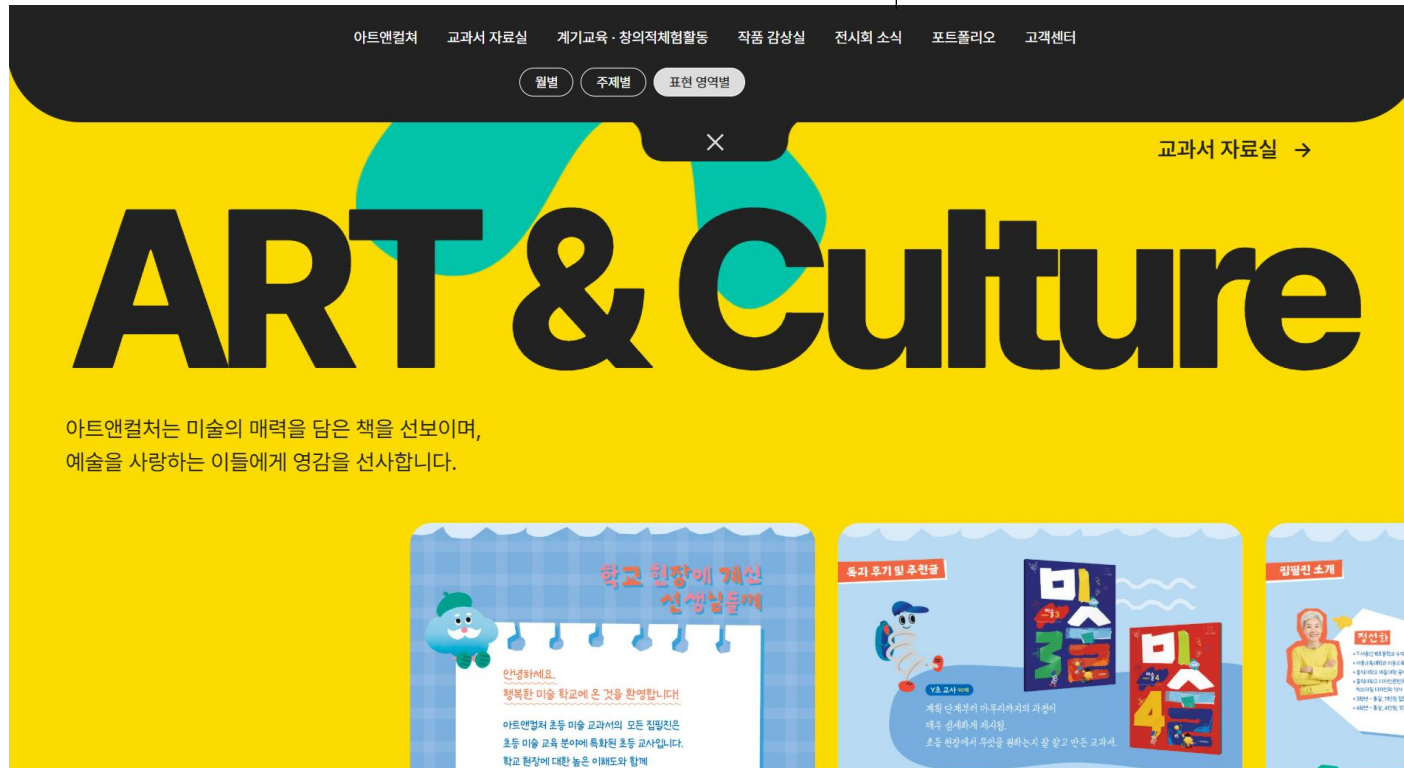 아트앤컬쳐 교과서 자료실 계기교육 · 창의적체험활동 작품 감상실 전시회 소식 포트폴리오 고객센터
월별 주제별 표현 영역별
교과서 자료실 →
ART & Culture
아트앤컬처는 미술의 매력을 담은 책을 선보이며,
예술을 사랑하는 이들에게 영감을 선사합니다.
학교 현장에 계신
선생님들께
안녕하세요.
행복한 미술 학교에 온 것을 환영합니다!
아트앤컬처 초등 미술 교과서의 모든 집필진은
초등 미술 교육 분야에 특화된 초등 교사입니다.
학교 현장에 대한 높은 이해도와 함께
독자 후기 및 추천글
미술 3
미술 4
Y초 교사
계획 단계부터 마무리까지의 과정이
매우 섬세하게 제시됨.
초등 현장에서 무엇을 원하는지 잘 알고 만든 교과서.
집필진 소개
정선화